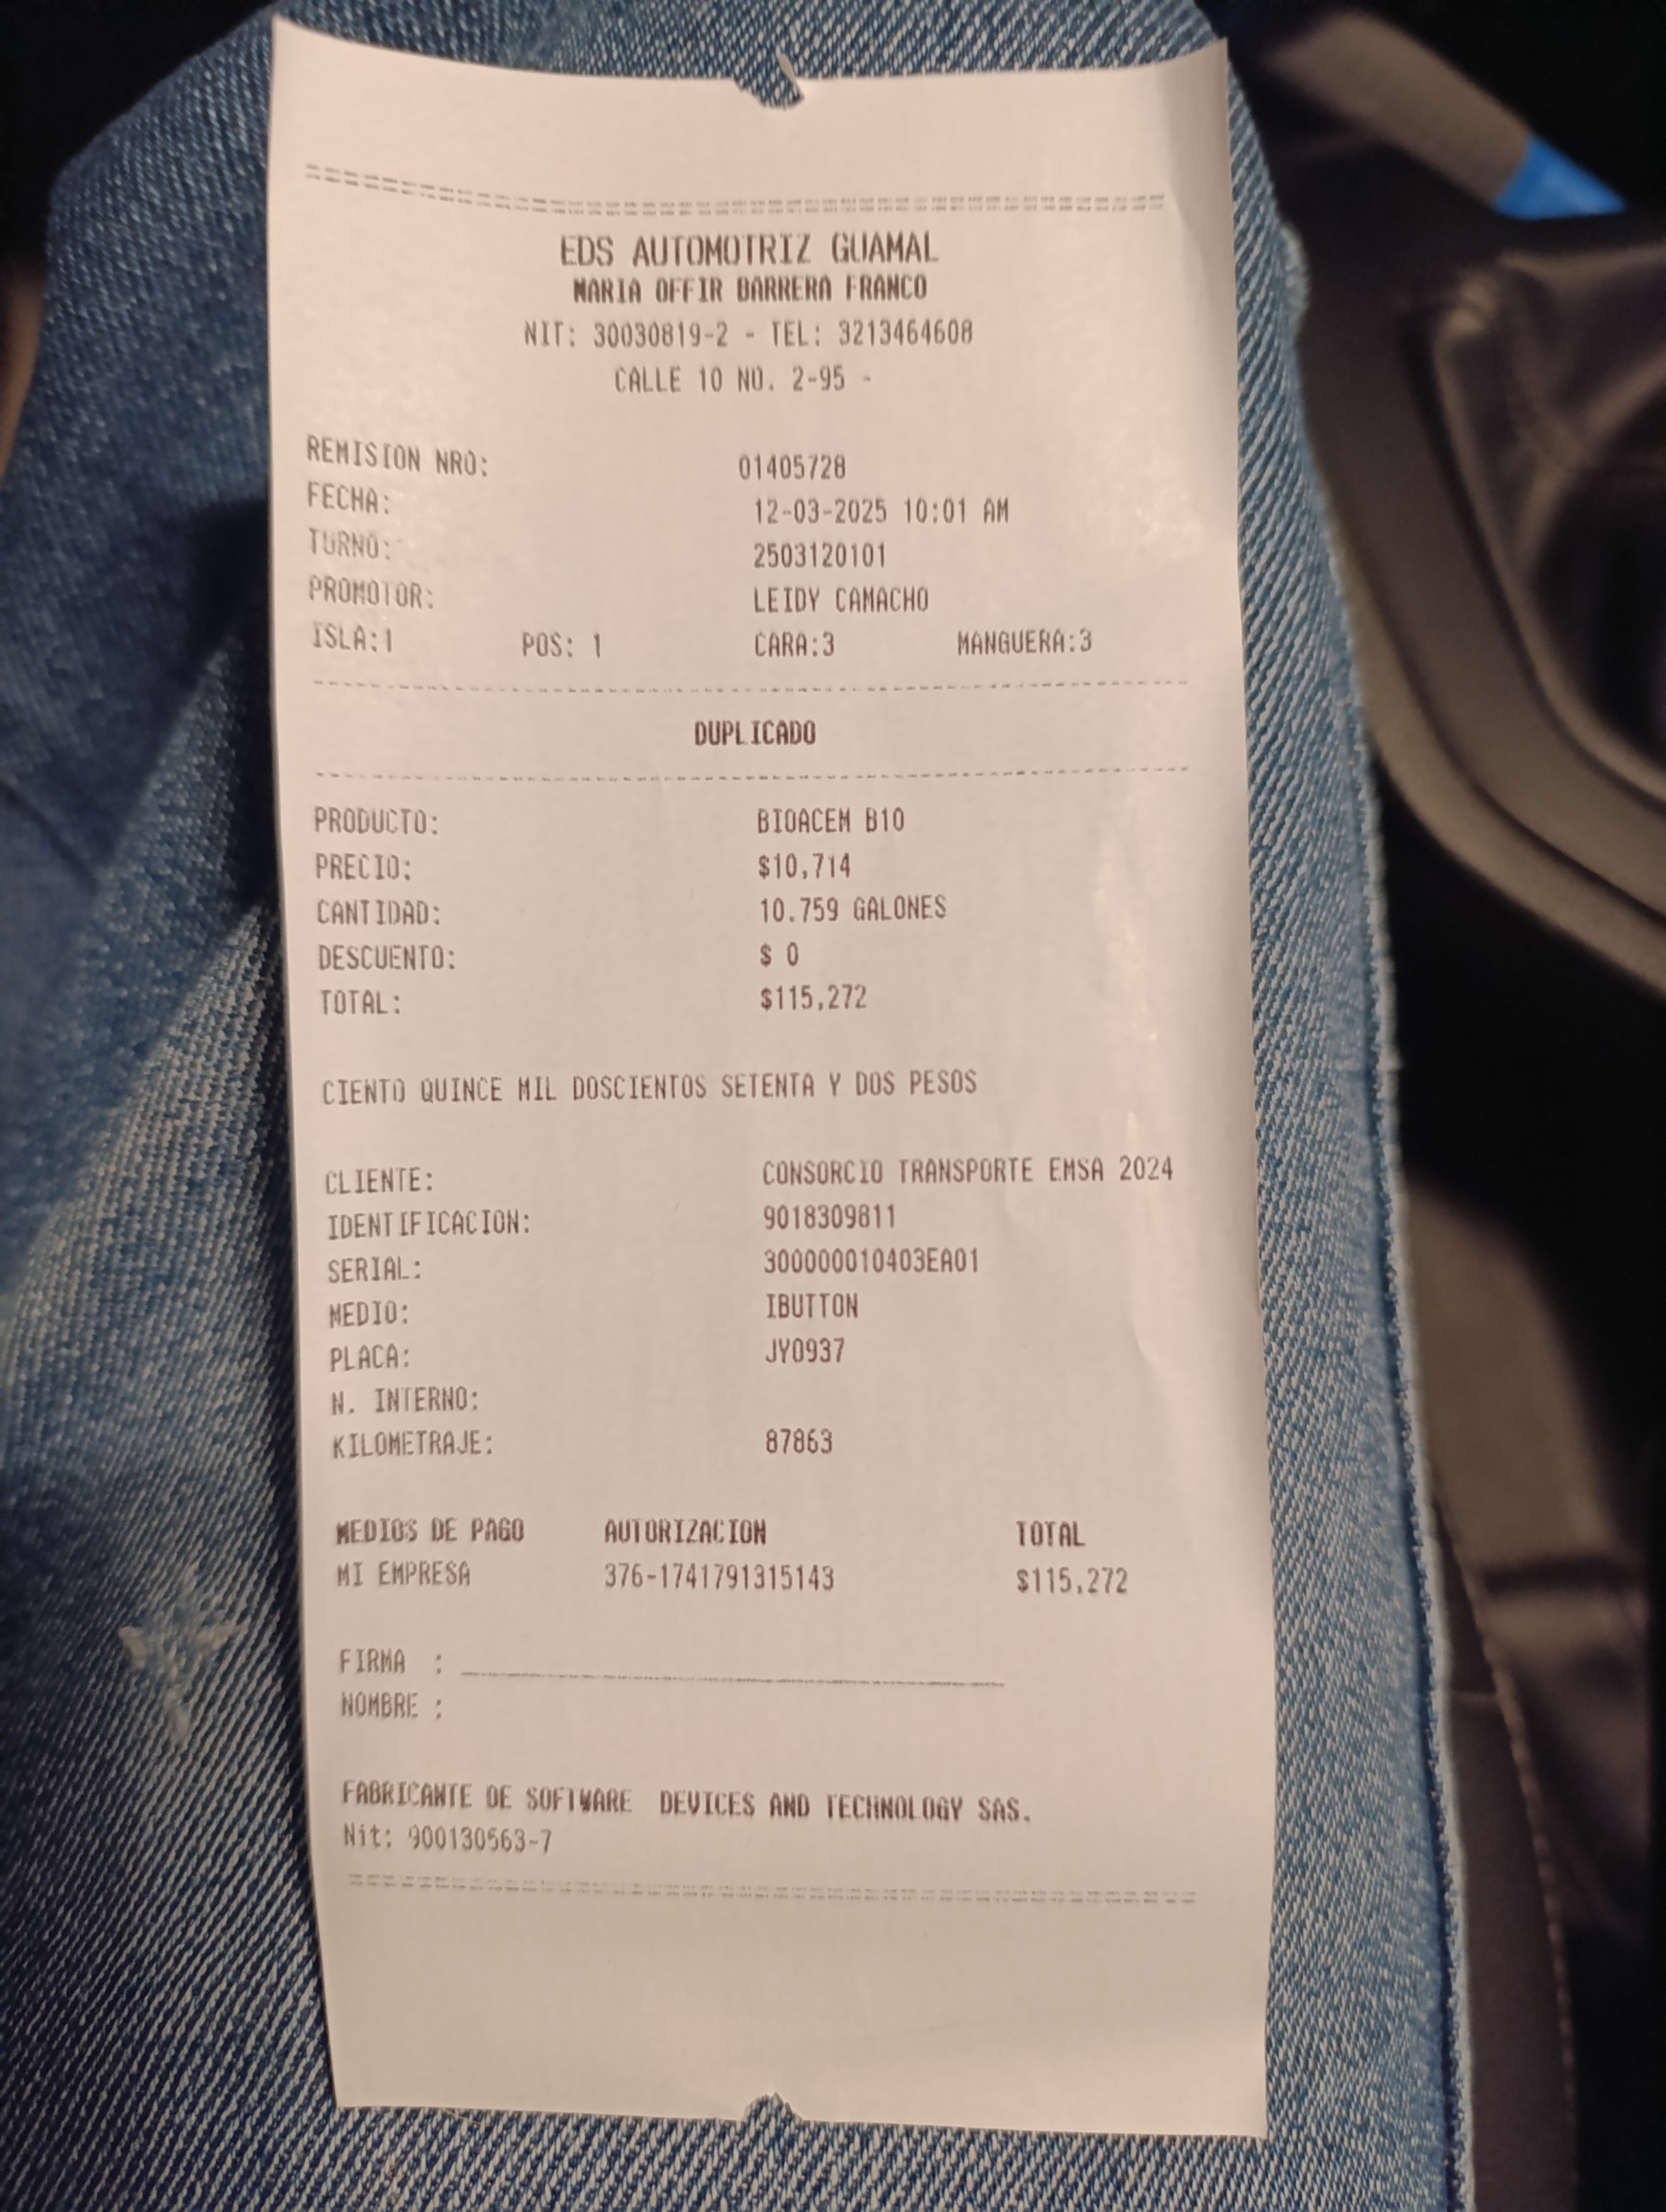 ================================================
EDS AUTOMOTRIZ GUAMAL
MARIA OFFIR BARRERA FRANCO
NIT: 30030819-2 - TEL: 3213464608
CALLE 10 NO. 2-95 -
REMISION NRO: 01405728
FECHA: 12-03-2025 10:01 AM
TURNO: 2503120101
PROMOTOR: LEIDY CAMACHO
ISLA:1 POS: 1 CARA:3 MANGUERA:3
DUPLICADO
PRODUCTO: BIOACEM B10
PRECIO: $10,714
CANTIDAD: 10.759 GALONES
DESCUENTO: $ 0
TOTAL: $115,272
CIENTO QUINCE MIL DOSCIENTOS SETENTA Y DOS PESOS
CLIENTE: CONSORCIO TRANSPORTE EMSA 2024
IDENTIFICACION: 9018309811
SERIAL: 300000010403EA01
MEDIO: IBUTTON
PLACA: JYO937
N. INTERNO:
KILOMETRAJE: 87863
MEDIOS DE PAGO AUTORIZACION TOTAL
MI EMPRESA 376-1741791315143 $115,272
FIRMA :
NOMBRE :
FABRICANTE DE SOFTWARE DEVICES AND TECHNOLOGY SAS.
Nit: 900130563-7
================================================